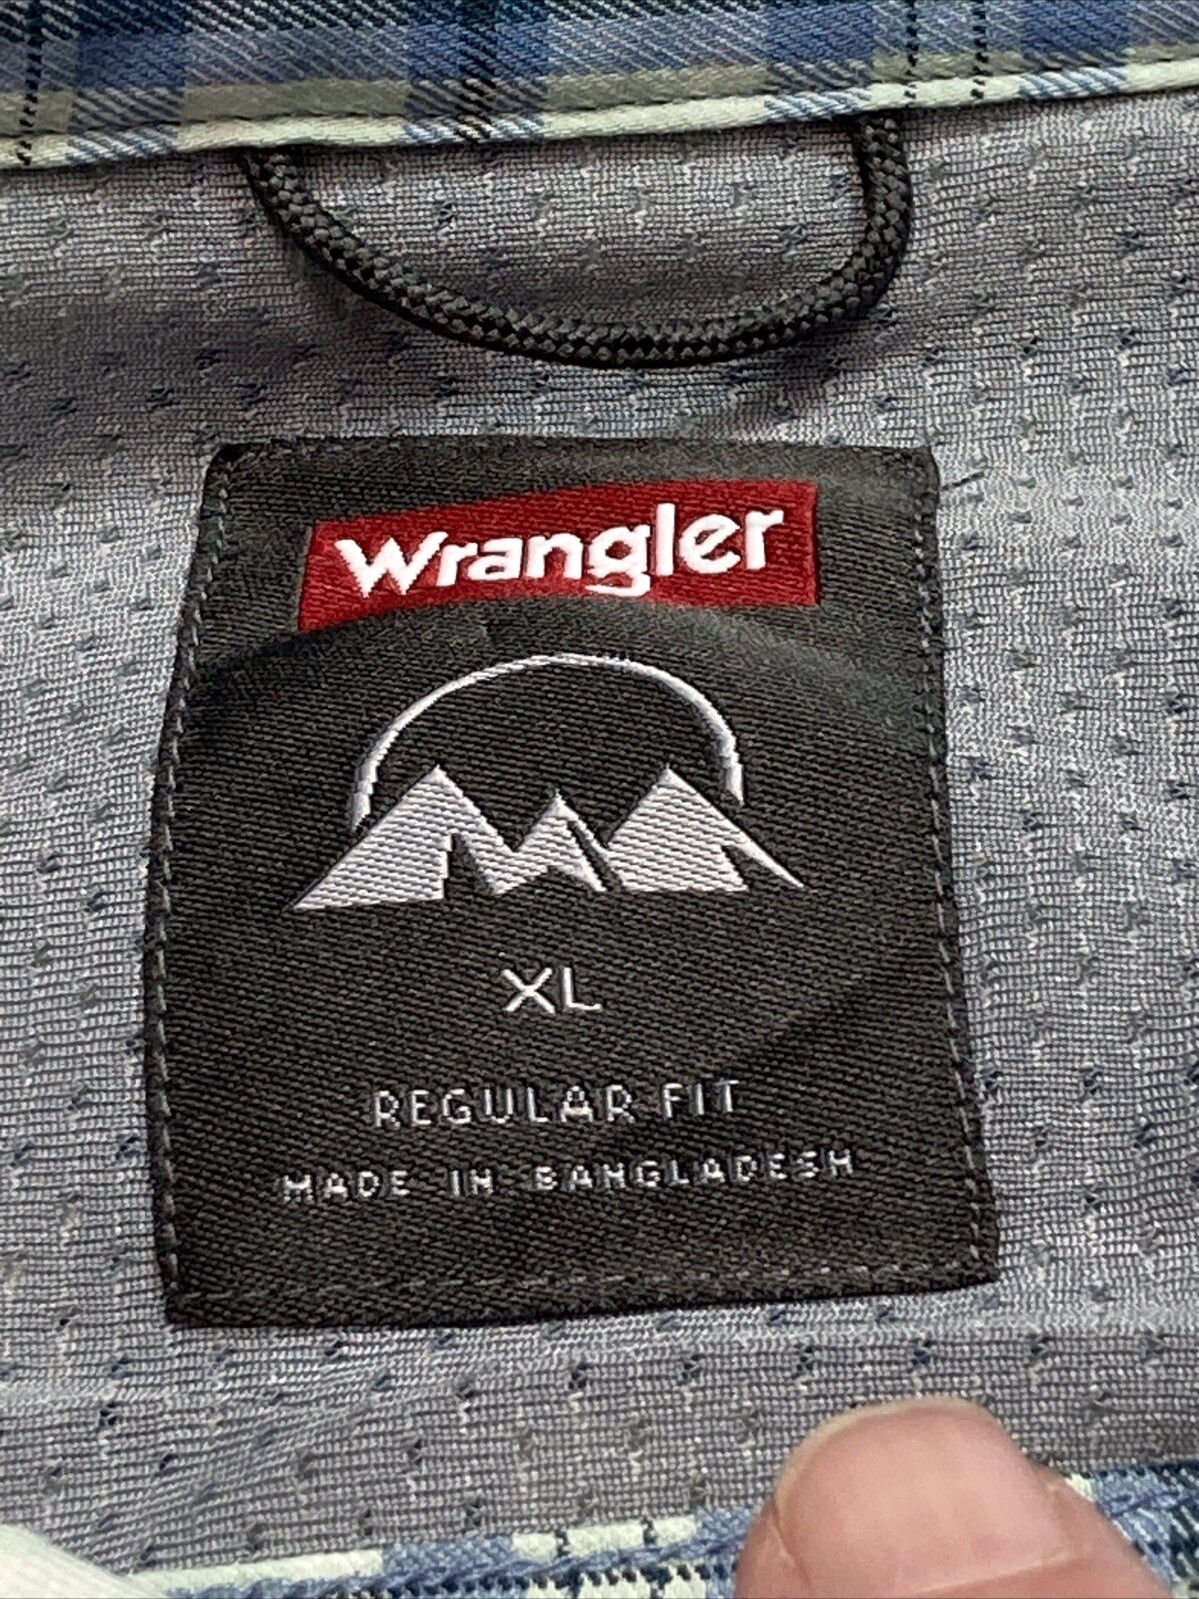 Wrangler
XL
REGULAR FIT
MADE IN BANGLADESH